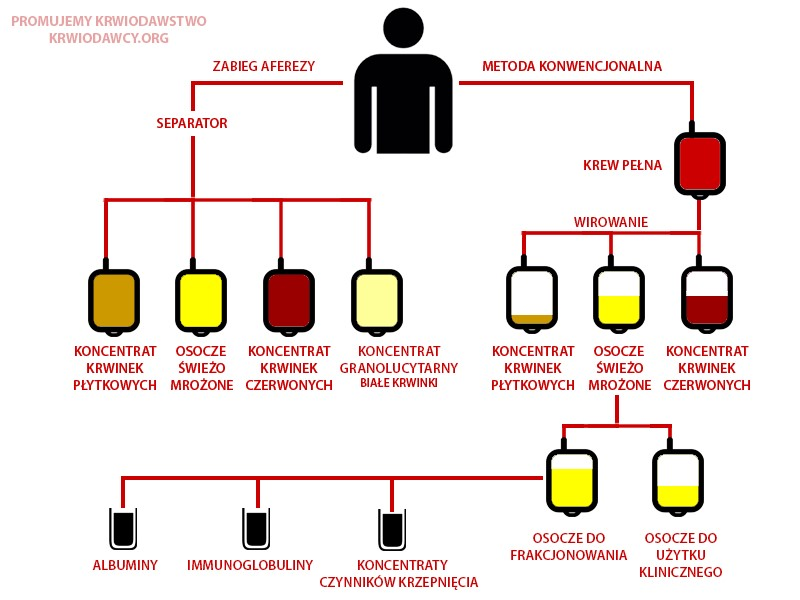 PROMUJEMY KRWIODAWSTWO
KRWIODAWCY.ORG
ZABIEG AFEREZY
METODA KONWENCJONALNA
SEPARATOR
KREW PEŁNA
WIROWANIE
KONCENTRAT
KRWINEK
PŁYTKOWYCH
OSOCZE
ŚWIEŻO
MROŻONE
KONCENTRAT
KRWINEK
CZERWONYCH
KONCENTRAT
GRANOLUCYTARNY
BIAŁE KRWINKI
KONCENTRAT
KRWINEK
PŁYTKOWYCH
OSOCZE
ŚWIEŻO
MROŻONE
KONCENTRAT
KRWINEK
CZERWONYCH
OSOCZE DO
FRAKCJONOWANIA
OSOCZE DO
UŻYTKU
KLINICZNEGO
ALBUMINY
IMMUNOGLOBULINY
KONCENTRATY
CZYNNIKÓW KRZEPNIĘCIA